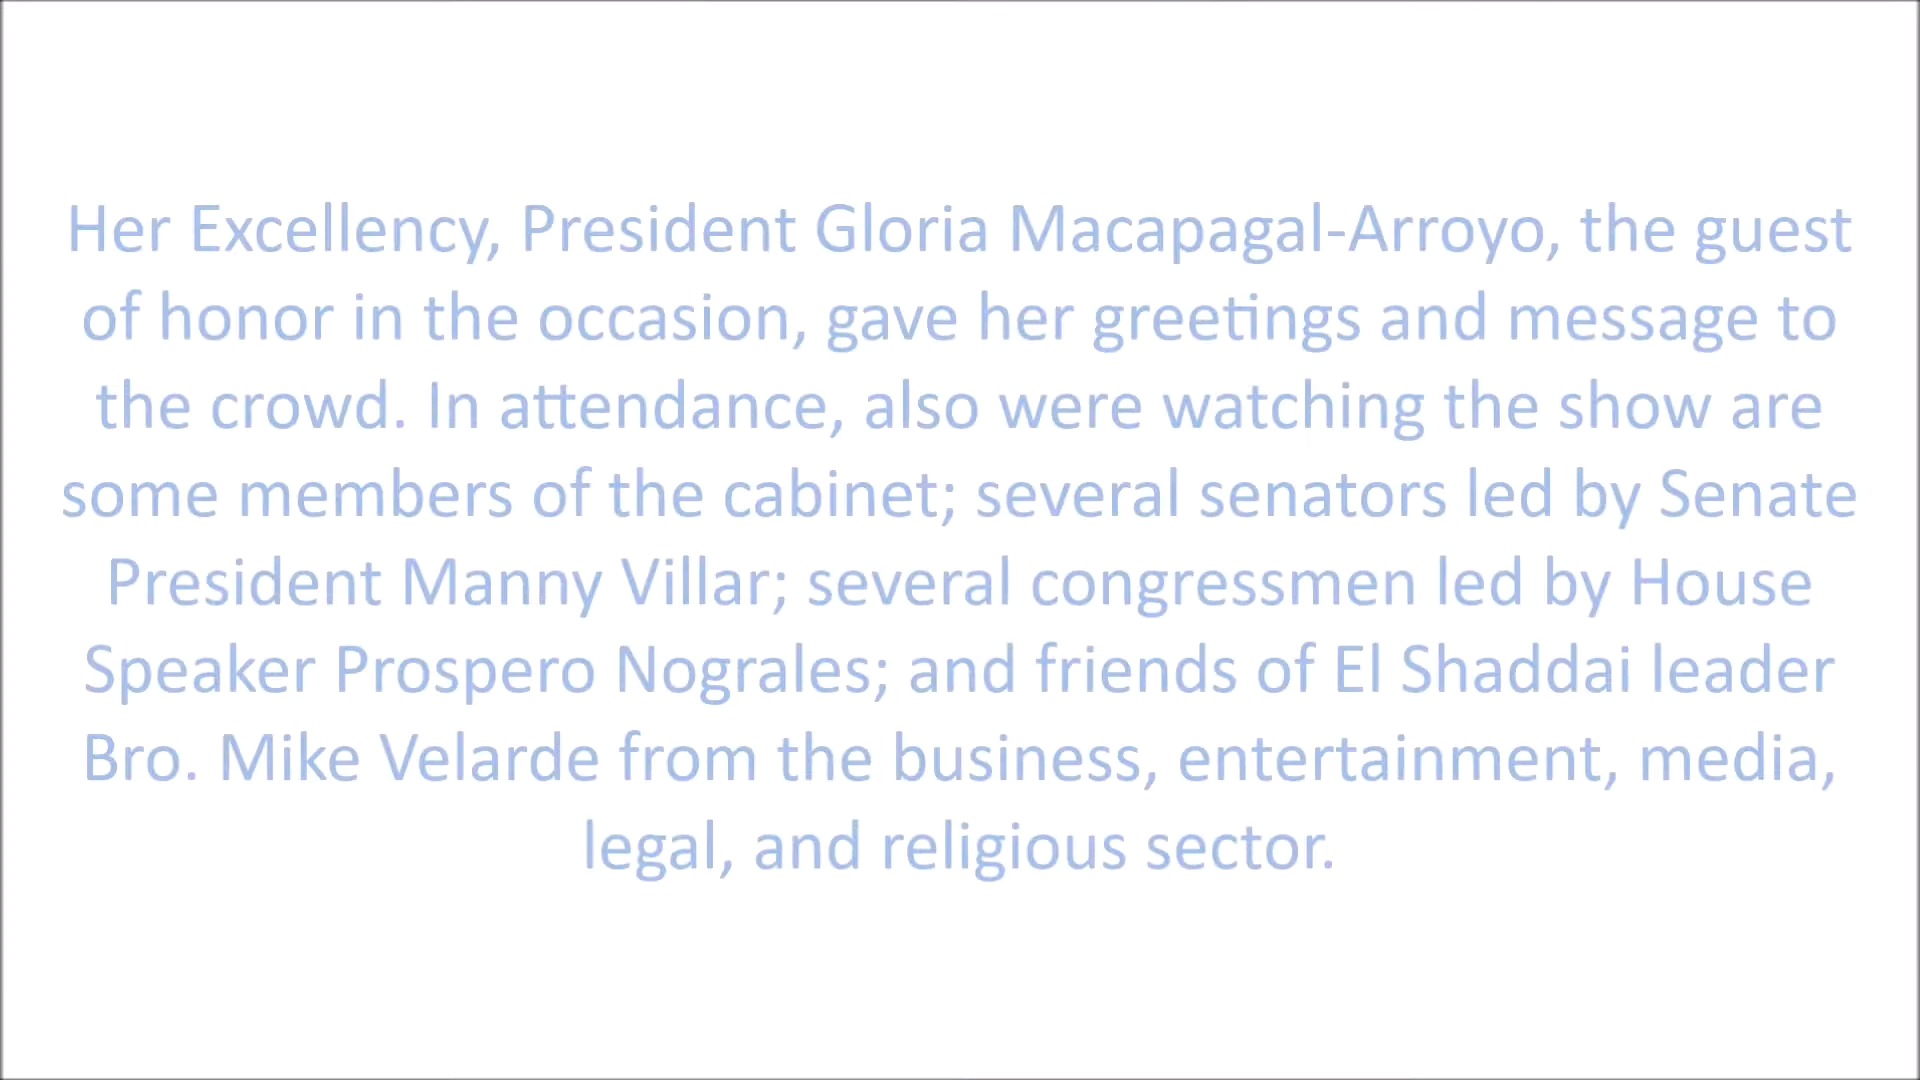 Her Excellency, President Gloria Macapagal-Arroyo, the guest
of honor in the occasion, gave her greetings and message to
the crowd. In attendance, also were watching the show are
some members of the cabinet; several senators led by Senate
President Manny Villar; several congressmen led by House
Speaker Prospero Nograles; and friends of El Shaddai leader
Bro. Mike Velarde from the business, entertainment, media,
legal, and religious sector.